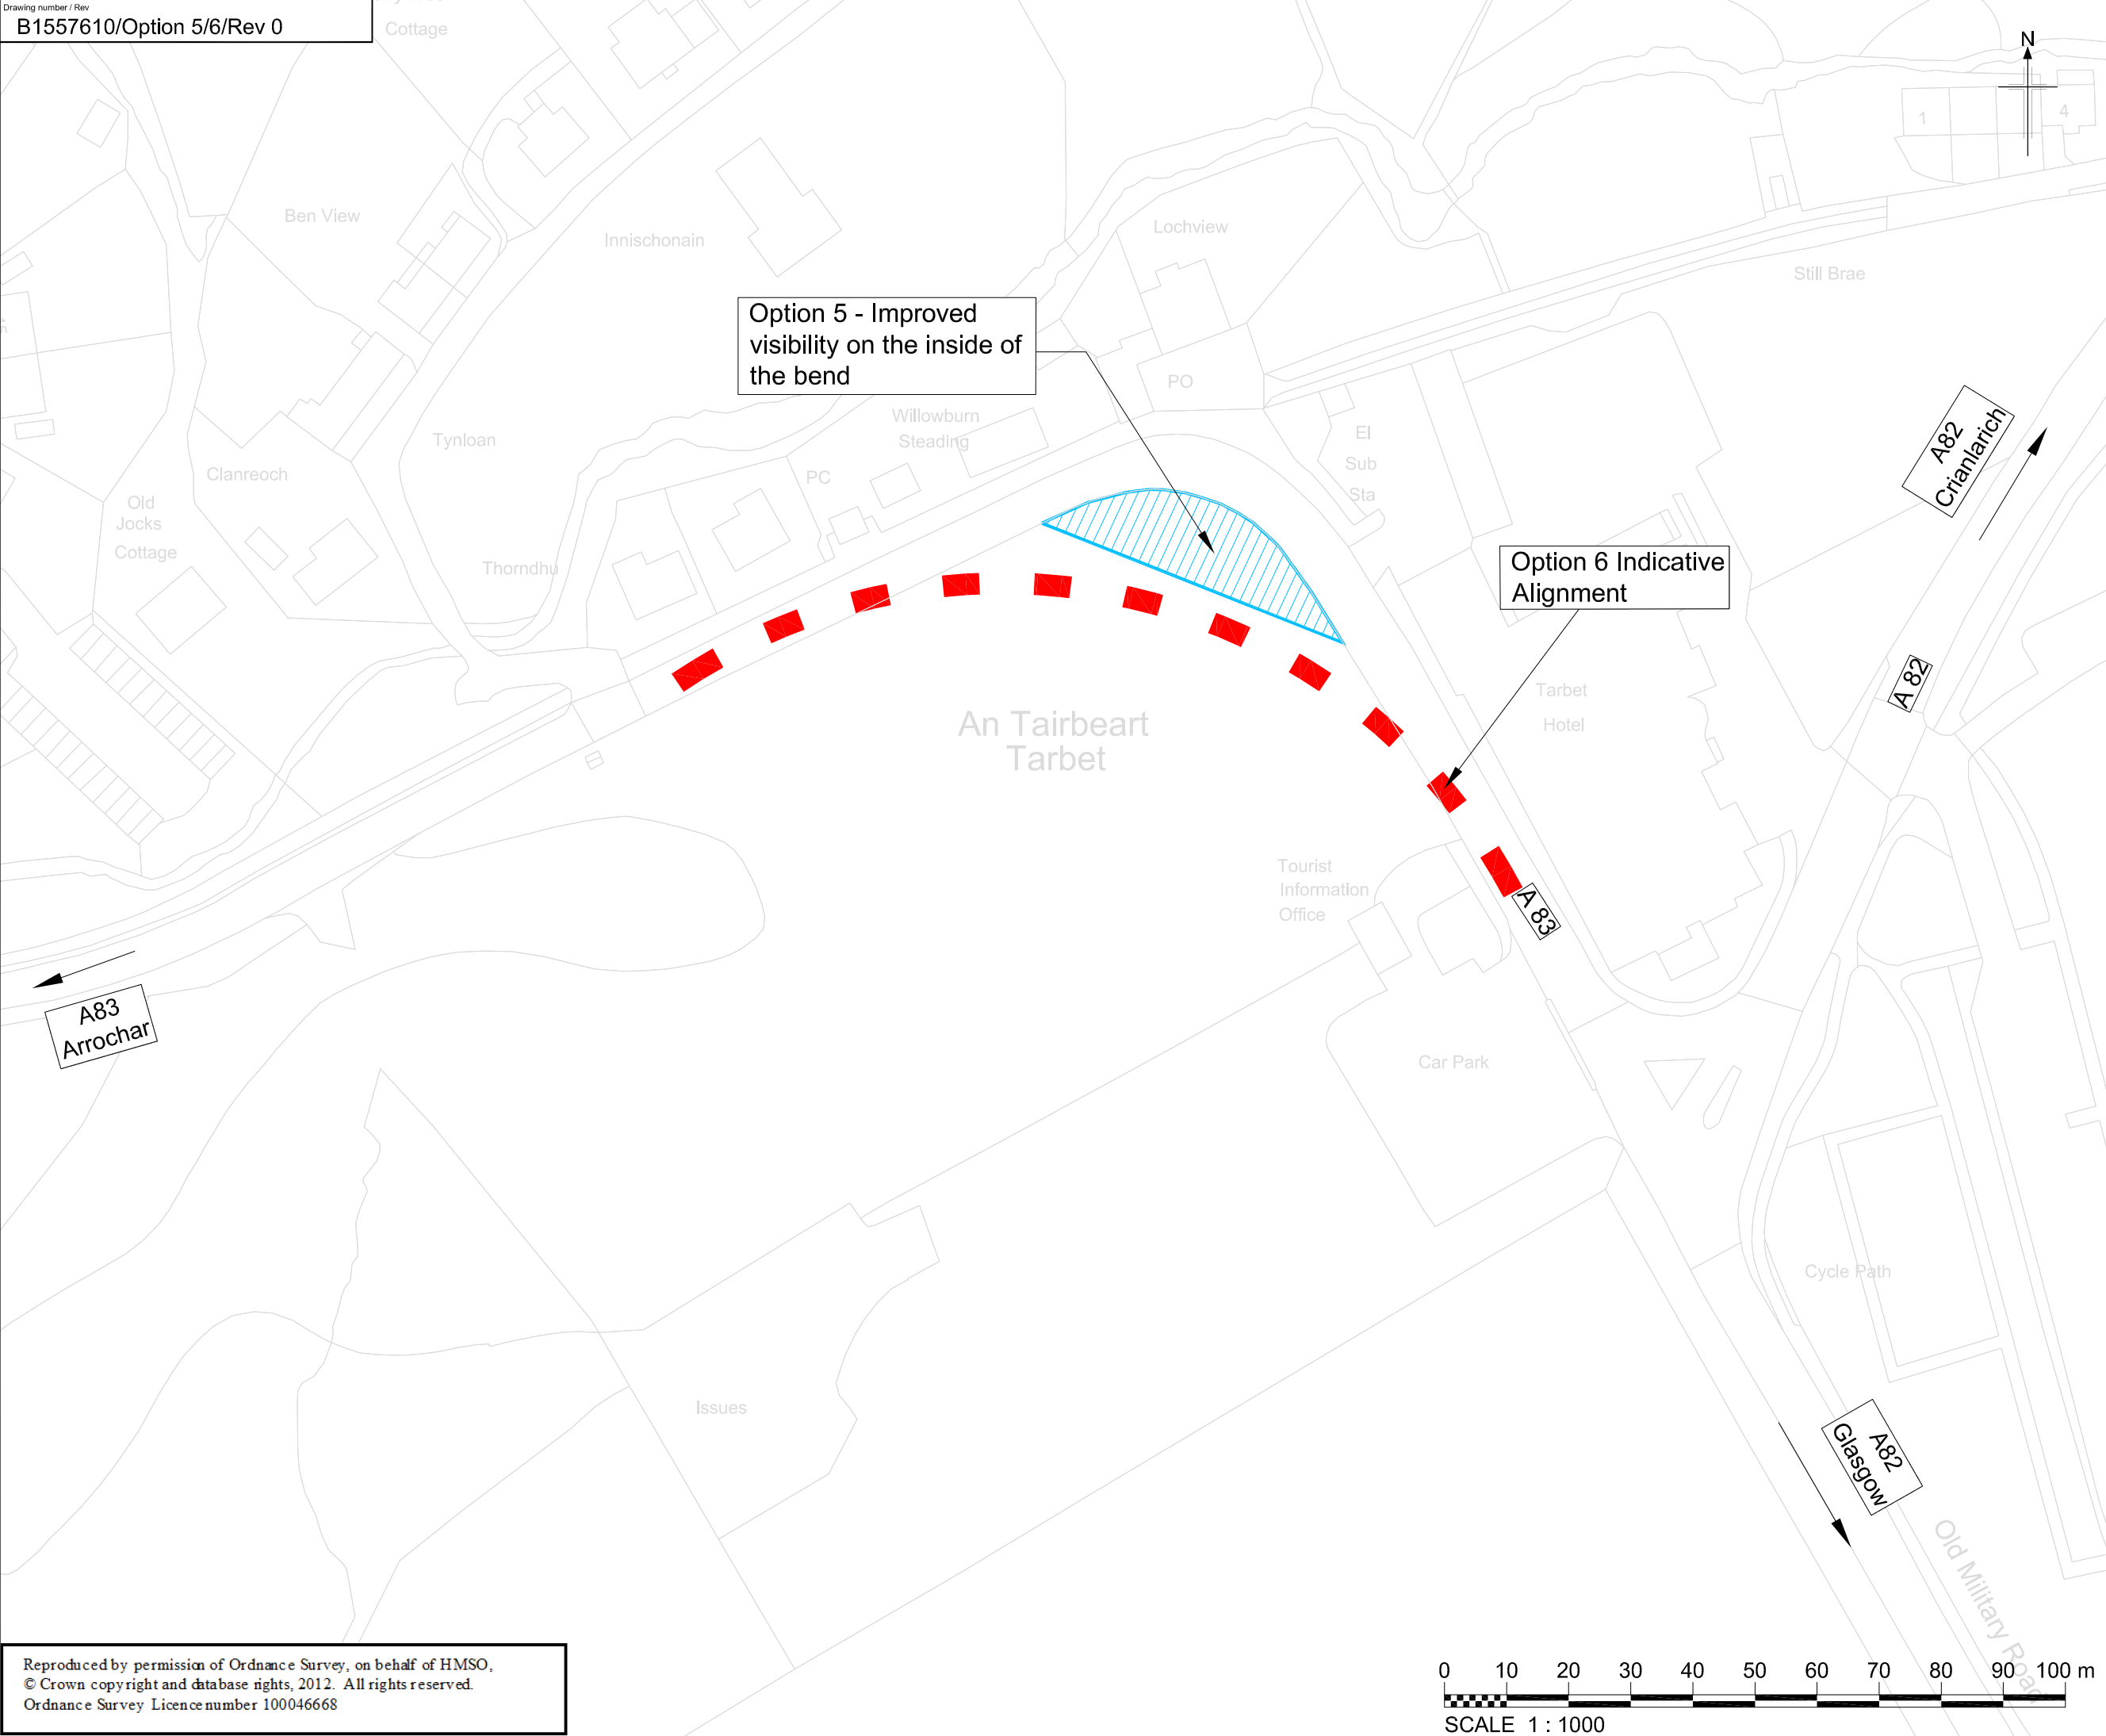 Drawing number / Rev
B1557610/Option 5/6/Rev 0
Cottage
N
1
4
Ben View
Innischonain
Lochview
Still Brae
Option 5 - Improved
visibility on the inside of
the bend
PO
Willowburn
Steading
Tynloan
El
Sub
Sta
A82
Crianlarich
Clanreoch
PC
Old
Jocks
Cottage
Thorndhu
Option 6 Indicative
Alignment
A 82
Tarbet
Hotel
An Tairbeart
Tarbet
Tourist
Information
Office
A 83
A83
Arrochar
Car Park
Cycle Path
Issues
A82
Glasgow
Old Military Road
Reproduced by permission of Ordnance Survey, on behalf of HMSO,
© Crown copyright and database rights, 2012. All rights reserved.
Ordnance Survey Licence number 100046668
0 10 20 30 40 50 60 70 80 90 100 m
SCALE 1 : 1000